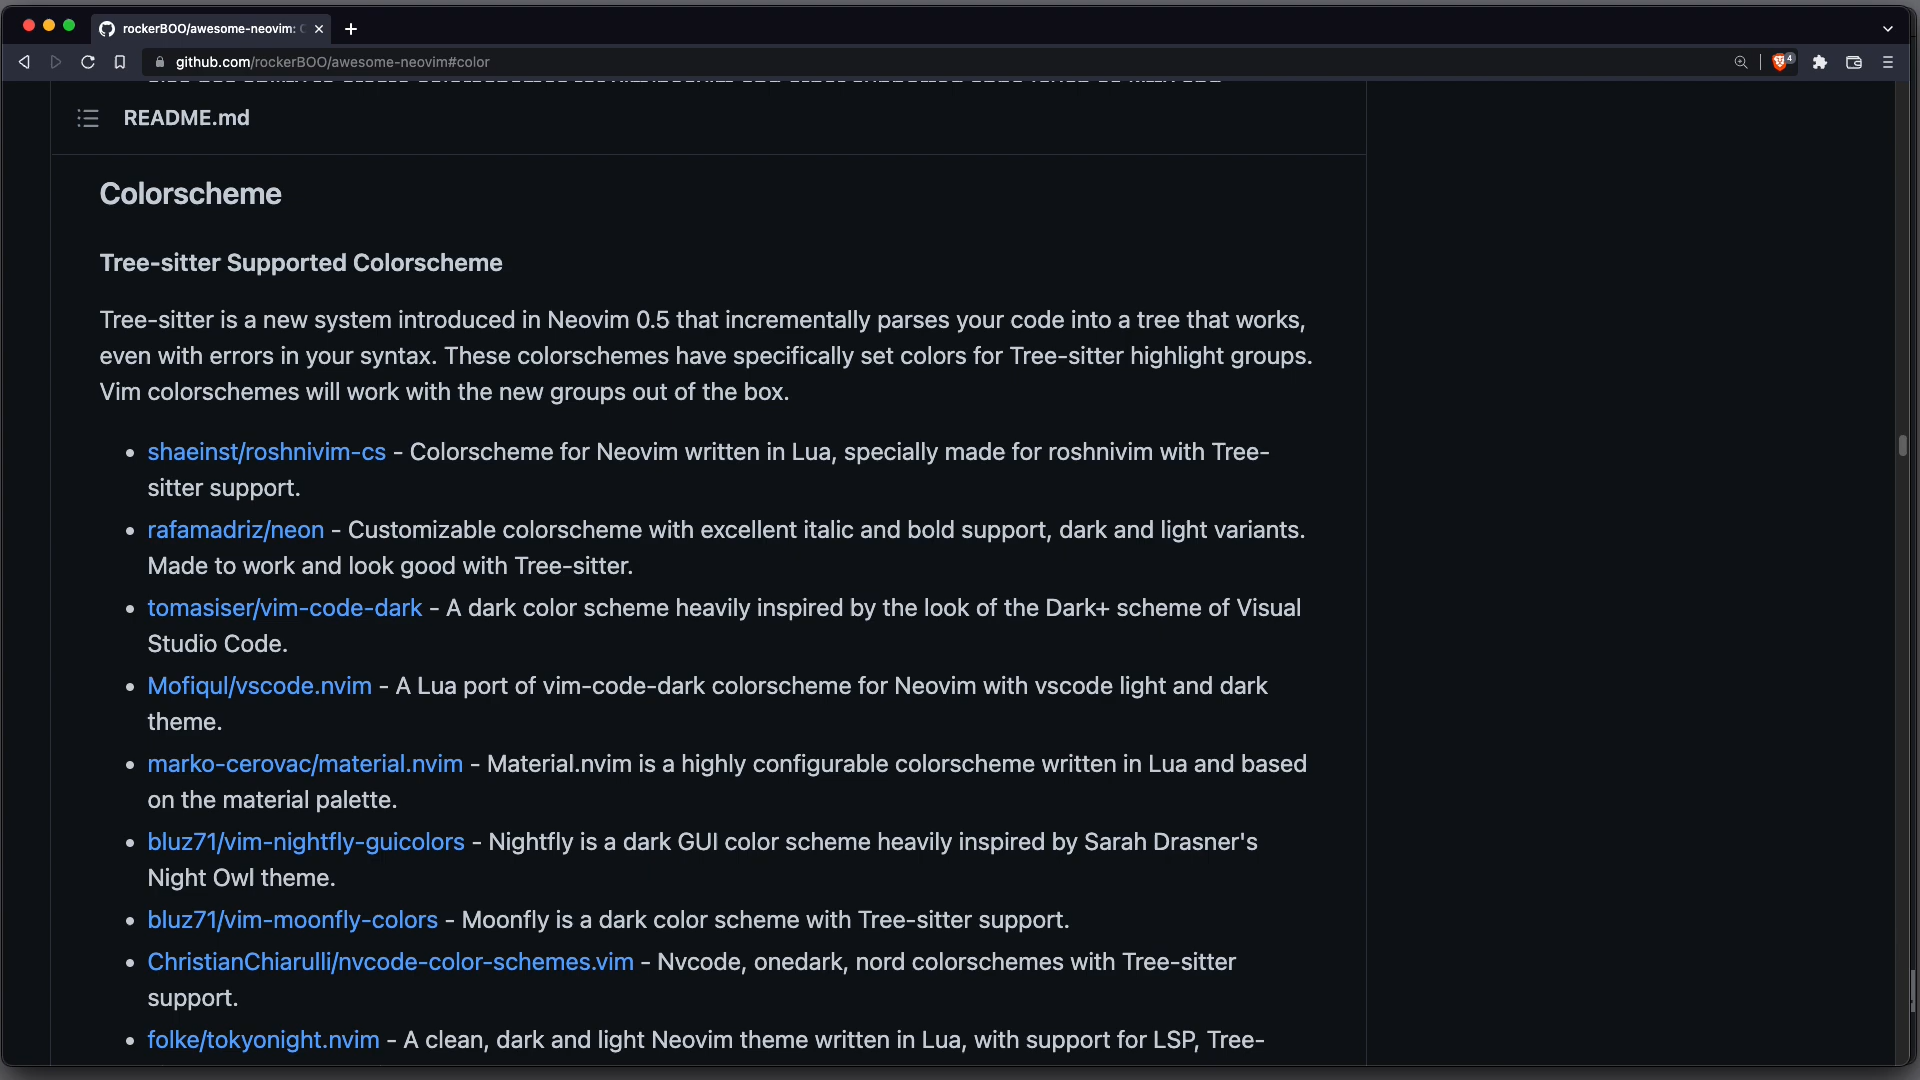 rockerBOO/awesome-neovim:
github.com/rockerBOO/awesome-neovim#color
4
README.md
Colorscheme
Tree-sitter Supported Colorscheme
Tree-sitter is a new system introduced in Neovim 0.5 that incrementally parses your code into a tree that works,
even with errors in your syntax. These colorschemes have specifically set colors for Tree-sitter highlight groups.
Vim colorschemes will work with the new groups out of the box.
• shaeinst/roshnivim-cs - Colorscheme for Neovim written in Lua, specially made for roshnivim with Tree-
sitter support.
• rafamadriz/neon - Customizable colorscheme with excellent italic and bold support, dark and light variants.
Made to work and look good with Tree-sitter.
• tomasiser/vim-code-dark - A dark color scheme heavily inspired by the look of the Dark+ scheme of Visual
Studio Code.
• Mofiqul/vscode.nvim - A Lua port of vim-code-dark colorscheme for Neovim with vscode light and dark
theme.
• marko-cerovac/material.nvim - Material.nvim is a highly configurable colorscheme written in Lua and based
on the material palette.
• bluz71/vim-nightfly-guicolors - Nightfly is a dark GUI color scheme heavily inspired by Sarah Drasner's
Night Owl theme.
• bluz71/vim-moonfly-colors - Moonfly is a dark color scheme with Tree-sitter support.
• ChristianChiarulli/nvcode-color-schemes.vim - Nvcode, onedark, nord colorschemes with Tree-sitter
support.
• folke/tokyonight.nvim - A clean, dark and light Neovim theme written in Lua, with support for LSP, Tree-